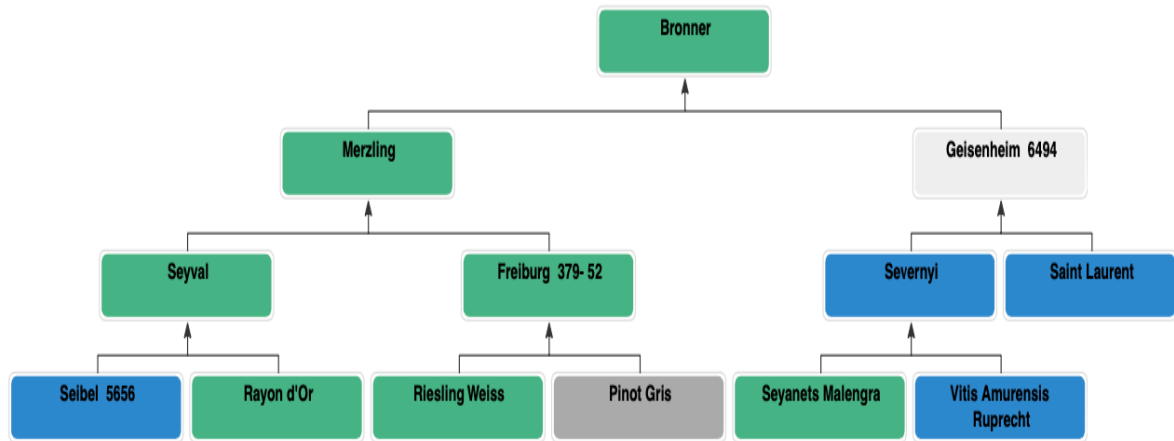 Bronner
Merzling
Geisenheim 6494
Seyval
Freiburg 379- 52
Severnyi
Saint Laurent
Seibel 5656
Rayon d'Or
Riesling Weiss
Pinot Gris
Seyanets Malengra
Vitis Amurensis
Ruprecht